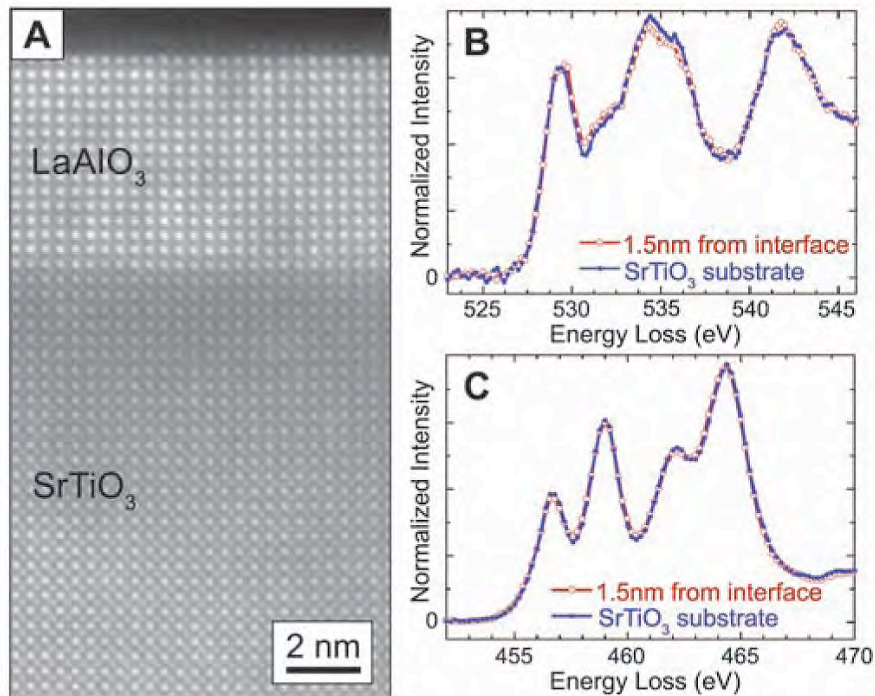 A
LaAlO₃
SrTiO₃
2 nm
B
Normalized Intensity
0
1.5nm from interface
SrTiO₃ substrate
525 530 535 540 545
Energy Loss (eV)
C
Normalized Intensity
0
1.5nm from interface
SrTiO₃ substrate
455 460 465 470
Energy Loss (eV)